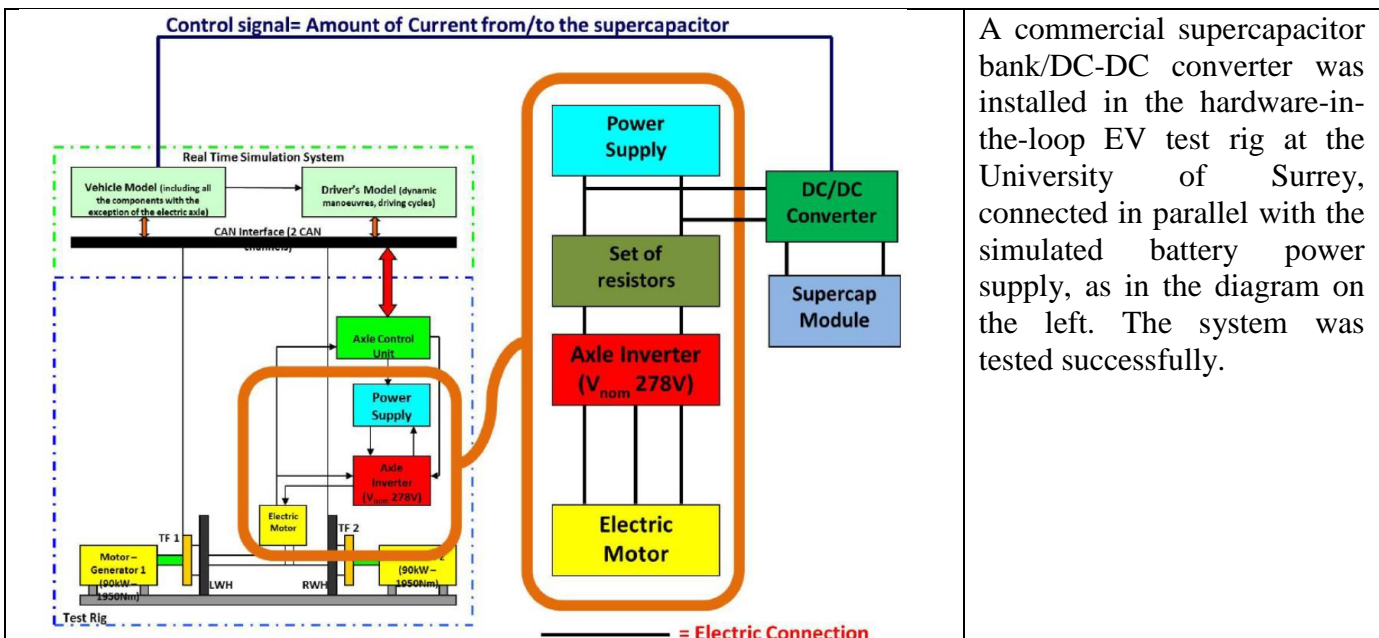 Control signal= Amount of Current from/to the supercapacitor
Real Time Simulation System
Vehicle Model (including all
the components with the
exception of the electric axle)
Driver's Model (dynamic
manoeuvres, driving cycles)
CAN Interface (2 CAN
channels)
Axle Control
Unit
Power
Supply
Axle
Inverter
(Vnom 278V)
Electric
Motor
TF 1
TF 2
Motor –
Generator 1
(90kW –
1950Nm)
LWH
RWH
2
(90kW –
1950Nm)
Test Rig
Power
Supply
DC/DC
Converter
Set of
resistors
Supercap
Module
Axle Inverter
(Vnom 278V)
Electric
Motor
= Electric Connection
A commercial supercapacitor
bank/DC-DC converter was
installed in the hardware-in-
the-loop EV test rig at the
University of Surrey,
connected in parallel with the
simulated battery power
supply, as in the diagram on
the left. The system was
tested successfully.